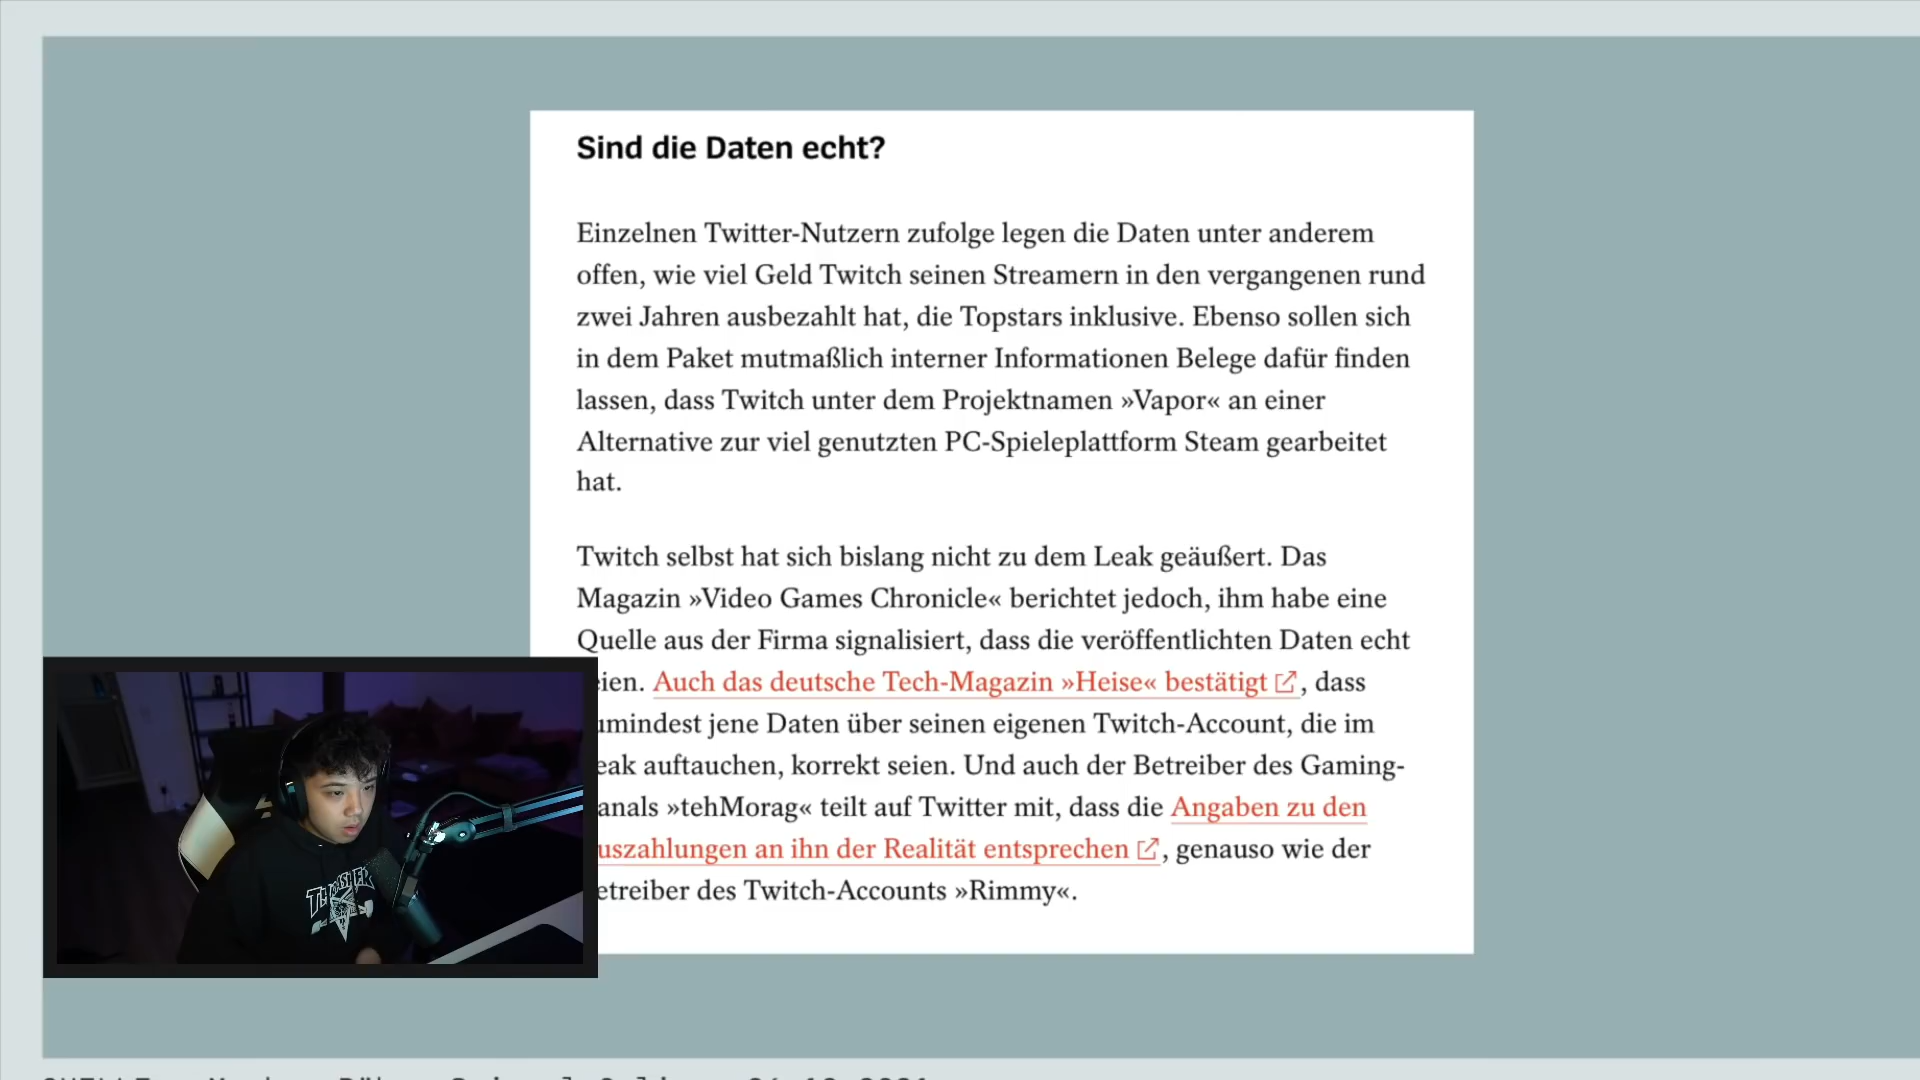 Sind die Daten echt?
Einzelnen Twitter-Nutzern zufolge legen die Daten unter anderem
offen, wie viel Geld Twitch seinen Streamern in den vergangenen rund
zwei Jahren ausbezahlt hat, die Topstars inklusive. Ebenso sollen sich
in dem Paket mutmaßlich interner Informationen Belege dafür finden
lassen, dass Twitch unter dem Projektnamen »Vapor« an einer
Alternative zur viel genutzten PC-Spieleplattform Steam gearbeitet
hat.
Twitch selbst hat sich bislang nicht zu dem Leak geäußert. Das
Magazin »Video Games Chronicle« berichtet jedoch, ihm habe eine
Quelle aus der Firma signalisiert, dass die veröffentlichten Daten echt
eien. Auch das deutsche Tech-Magazin »Heise« bestätigt, dass
umindest jene Daten über seinen eigenen Twitch-Account, die im
eak auftauchen, korrekt seien. Und auch der Betreiber des Gaming-
anals »tehMorag« teilt auf Twitter mit, dass die Angaben zu den
uszahlungen an ihn der Realität entsprechen, genauso wie der
etreiber des Twitch-Accounts »Rimmy«.
THRASHER